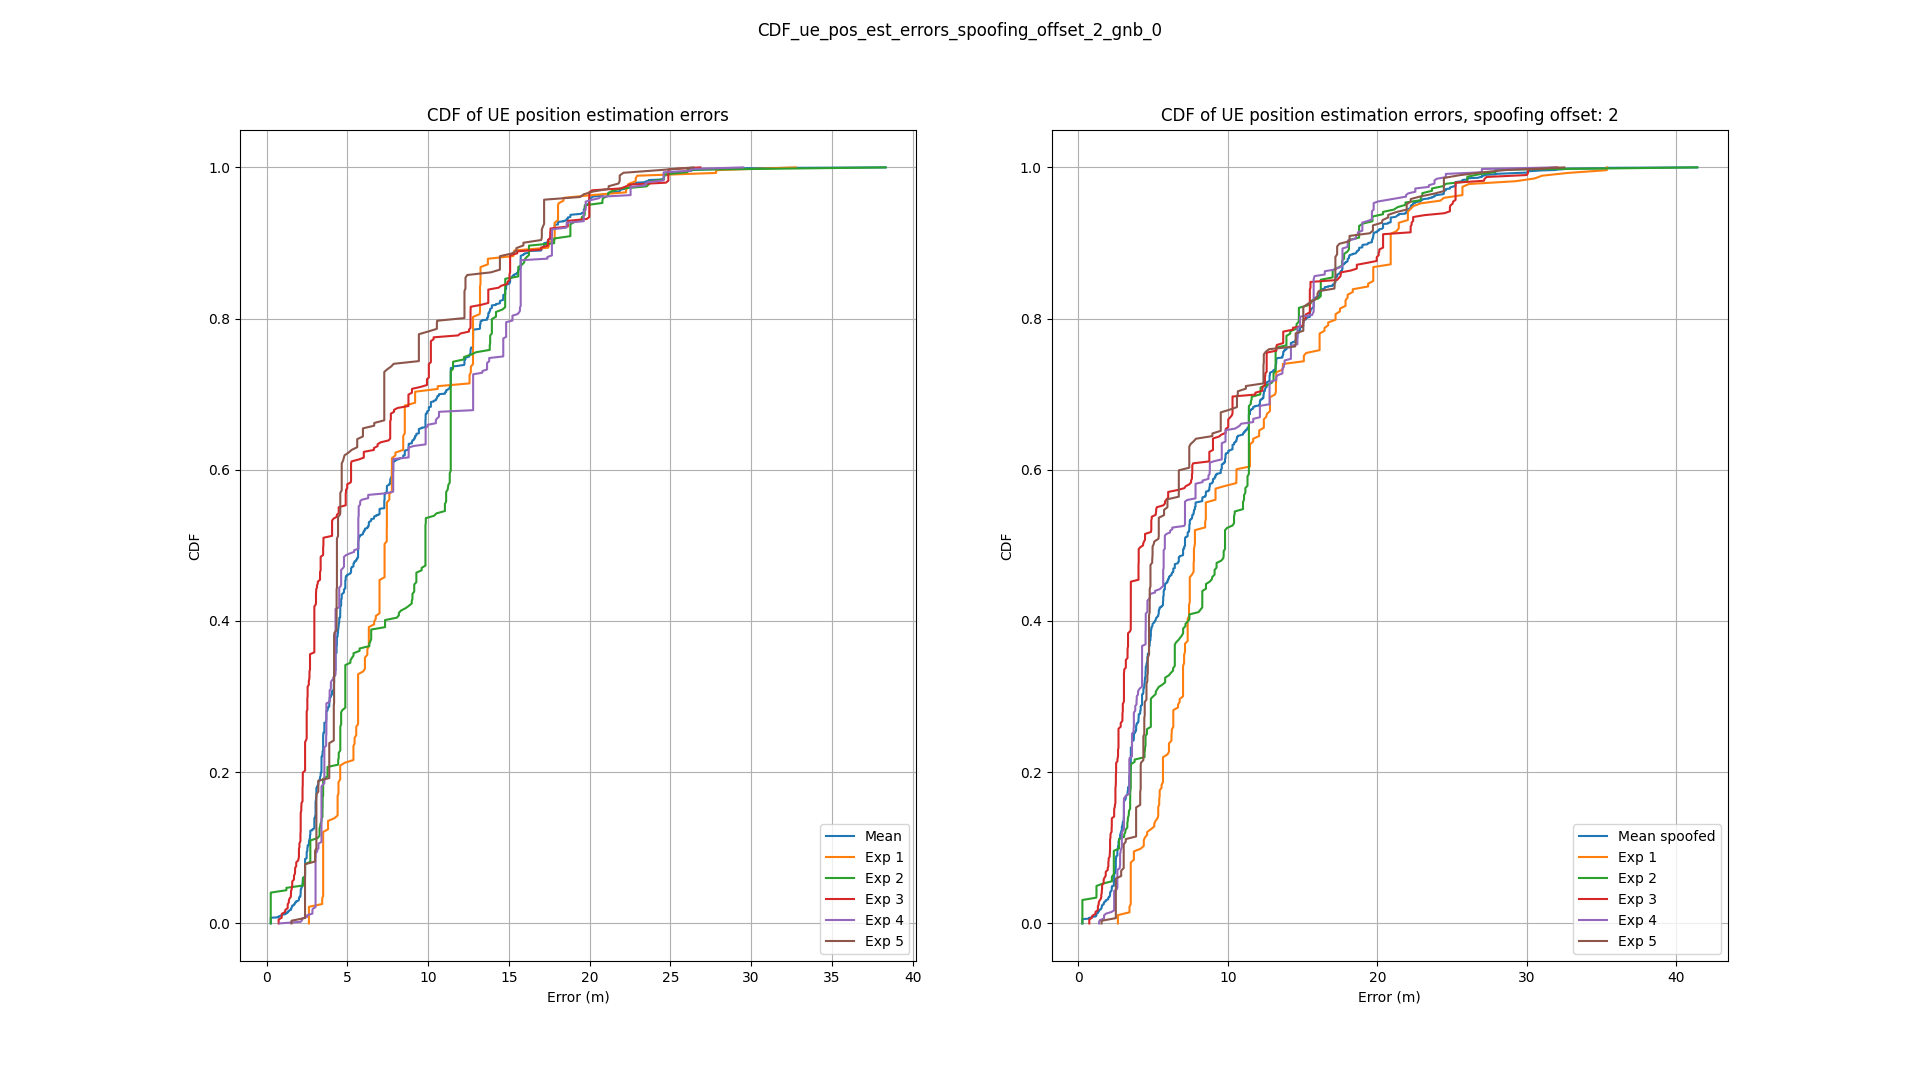 CDF_ue_pos_est_errors_spoofing_offset_2_gnb_0
CDF of UE position estimation errors
1.0
0.8
0.6
0.4
0.2
0.0
CDF
0 5 10 15 20 25 30 35 40
Error (m)
Mean
Exp 1
Exp 2
Exp 3
Exp 4
Exp 5
CDF of UE position estimation errors, spoofing offset: 2
1.0
0.8
0.6
0.4
0.2
0.0
CDF
0 10 20 30 40
Error (m)
Mean spoofed
Exp 1
Exp 2
Exp 3
Exp 4
Exp 5